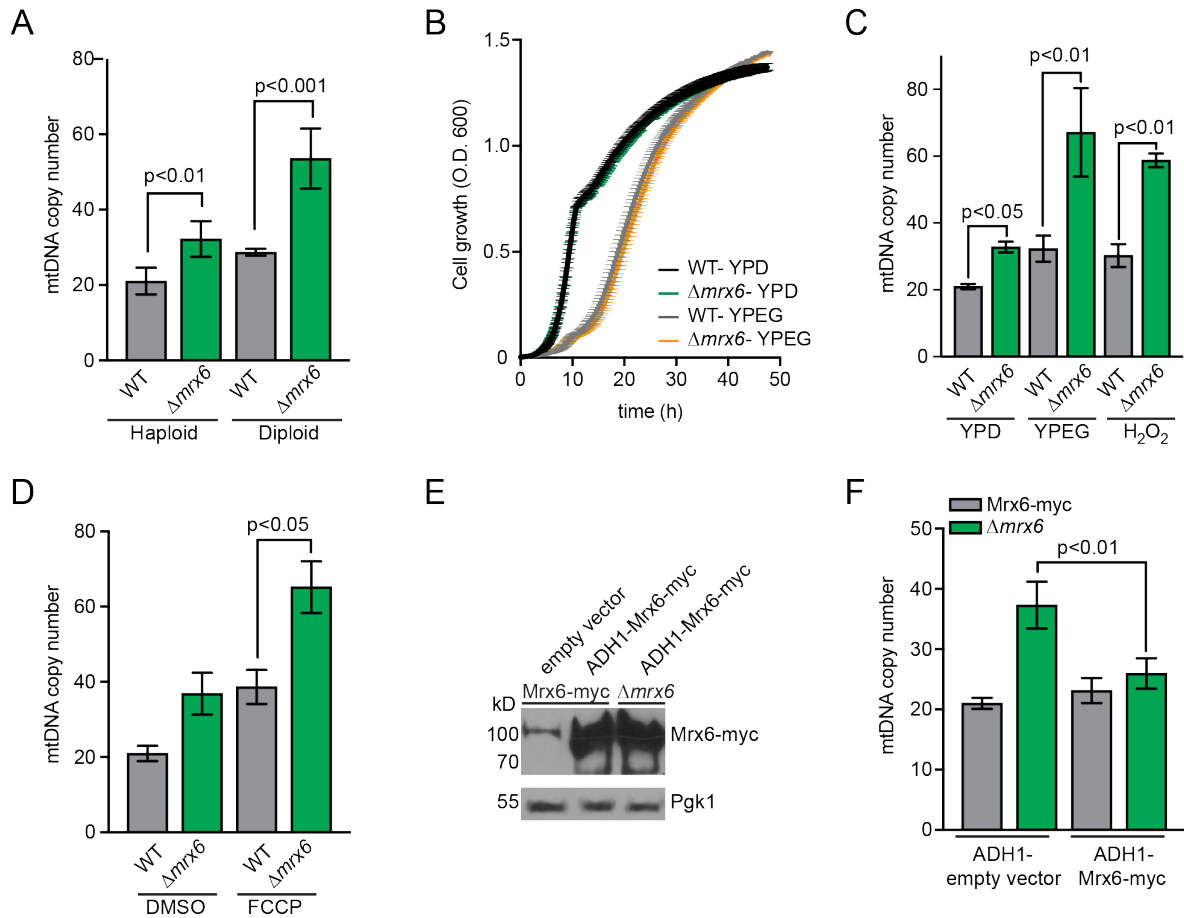 A
mtDNA copy number
80
60
40
20
0
p<0.01
p<0.001
WT
Δmrx6
WT
Δmrx6
Haploid
Diploid
B
Cell growth (O.D. 600)
1.5
1.0
0.5
0
0
10
20
30
40
50
time (h)
WT- YPD
Δmrx6- YPD
WT- YPEG
Δmrx6- YPEG
C
mtDNA copy number
80
60
40
20
0
p<0.05
p<0.01
p<0.01
WT
Δmrx6
WT
Δmrx6
WT
Δmrx6
YPD
YPEG
H₂O₂
D
mtDNA copy number
80
60
40
20
0
p<0.05
WT
Δmrx6
WT
Δmrx6
DMSO
FCCP
E
empty vector
ADH1-Mrx6-myc
ADH1-Mrx6-myc
Mrx6-myc
Δmrx6
kD
100
70
55
Mrx6-myc
Pgk1
F
Mrx6-myc
Δmrx6
mtDNA copy number
50
40
30
20
10
0
p<0.01
ADH1-
empty vector
ADH1-
Mrx6-myc